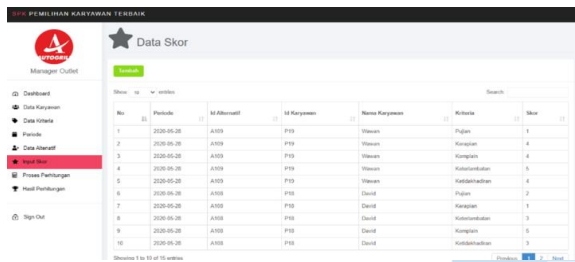 SPK PEMILIHAN KARYAWAN TERBAIK
AUTOGRILL
Manager Outlet
Dashboard
Data Karyawan
Data Kriteria
Periode
Data Alternatif
Input Skor
Proses Perhitungan
Hasil Perhitungan
Sign Out
Data Skor
Tambah
Show 10 entries Search:
No Periode Id Alternatif Id Karyawan Nama Karyawan Kriteria Skor
1 2020-05-28 A109 P19 Wawan Pujian 1
2 2020-05-28 A109 P19 Wawan Kerapian 4
3 2020-05-28 A109 P19 Wawan Komplain 4
4 2020-05-28 A109 P19 Wawan Keterlambatan 5
5 2020-05-28 A109 P19 Wawan Ketidakhadiran 4
6 2020-05-28 A108 P18 David Pujian 2
7 2020-05-28 A108 P18 David Kerapian 1
8 2020-05-28 A108 P18 David Keterlambatan 3
9 2020-05-28 A108 P18 David Komplain 5
10 2020-05-28 A108 P18 David Ketidakhadiran 3
Showing 1 to 10 of 15 entries Previous 1 2 Next